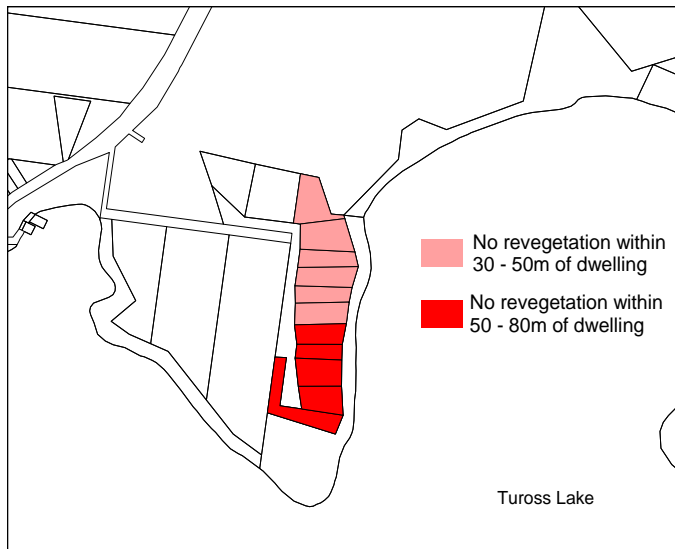 No revegetation within
30 - 50m of dwelling
No revegetation within
50 - 80m of dwelling
Tuross Lake